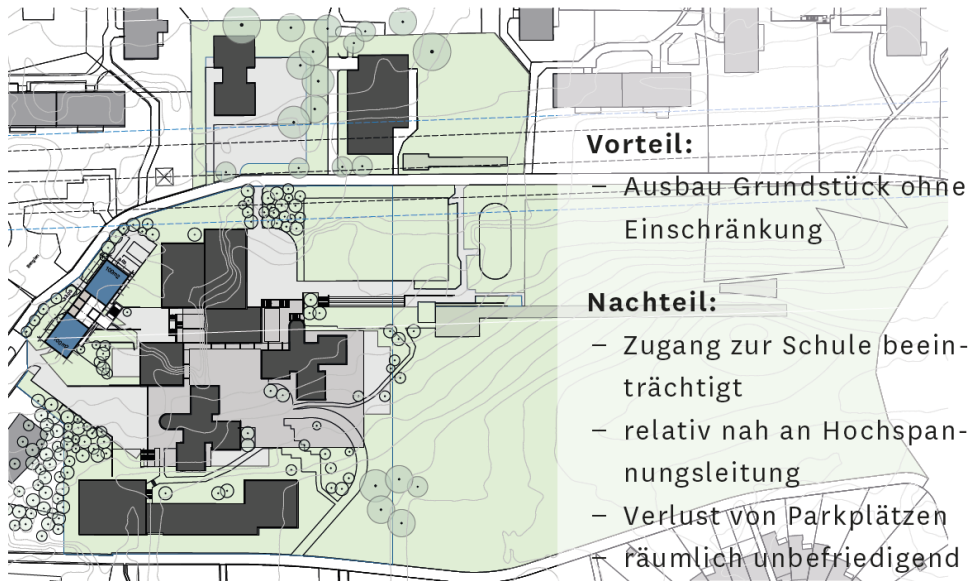 Vorteil:
– Ausbau Grundstück ohne
Einschränkung
Nachteil:
– Zugang zur Schule beein-
trächtigt
– relativ nah an Hochspan-
nungsleitung
– Verlust von Parkplätzen
– räumlich unbefriedigend